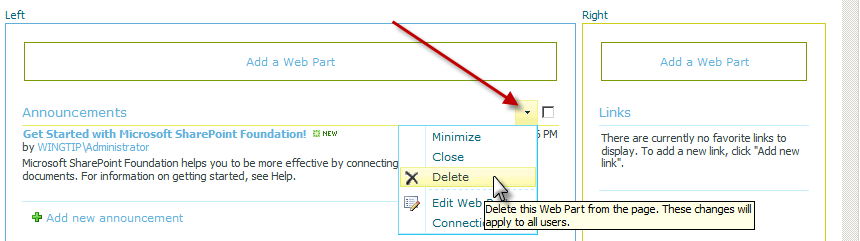 Left
Right
Add a Web Part
Add a Web Part
Announcements
Links
Get Started with Microsoft SharePoint Foundation! NEW
PM
by WINGTIP\Administrator
Microsoft SharePoint Foundation helps you to be more effective by connecting
documents. For information on getting started, see Help.
Add new announcement
Minimize
Close
Delete
Edit Web
Connecti
Delete this Web Part from the page. These changes will
apply to all users.
There are currently no favorite links to
display. To add a new link, click "Add new
link".